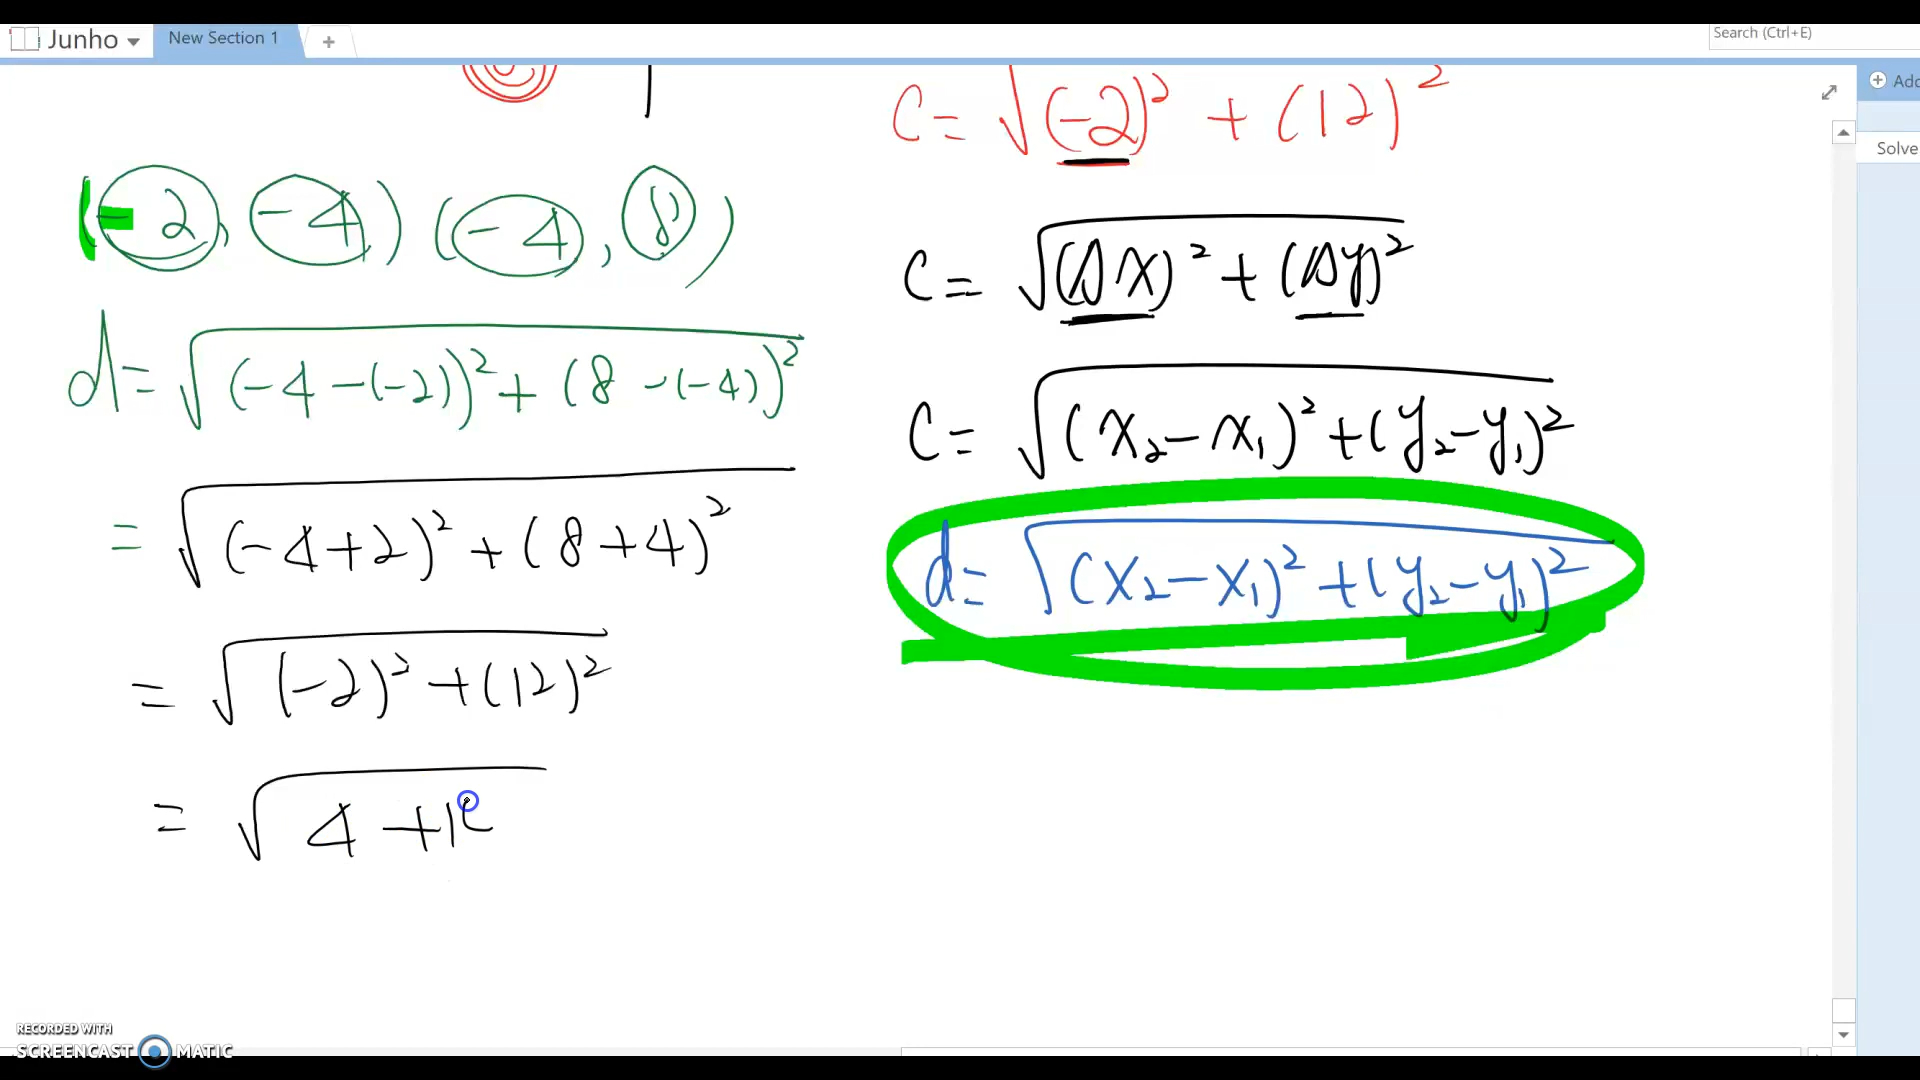 Junho
New Section 1
+
Search (Ctrl+E)
(-2, -4) (-4, 8)
d = √(-4-(-2))² + (8-(-4))²
= √(-4+2)² + (8+4)²
= √(-2)² + (12)²
= √4 + 1
C = √(-2)² + (12)²
C = √(Δx)² + (Δy)²
C = √(x₂-x₁)² + (y₂-y₁)²
d = √(x₂-x₁)² + (y₂-y₁)²
Add
Solve
RECORDED WITH
SCREENCAST MATIC